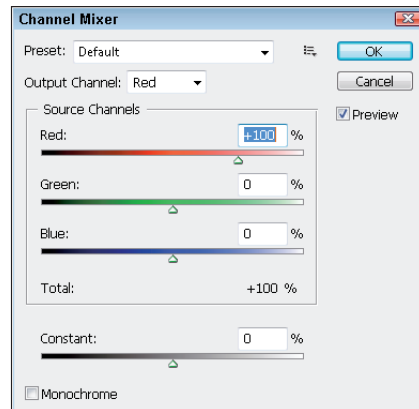 Channel Mixer
Preset: Default
OK
Output Channel: Red
Cancel
Source Channels
Preview
Red: +100 %
Green: 0 %
Blue: 0 %
Total: +100 %
Constant: 0 %
Monochrome